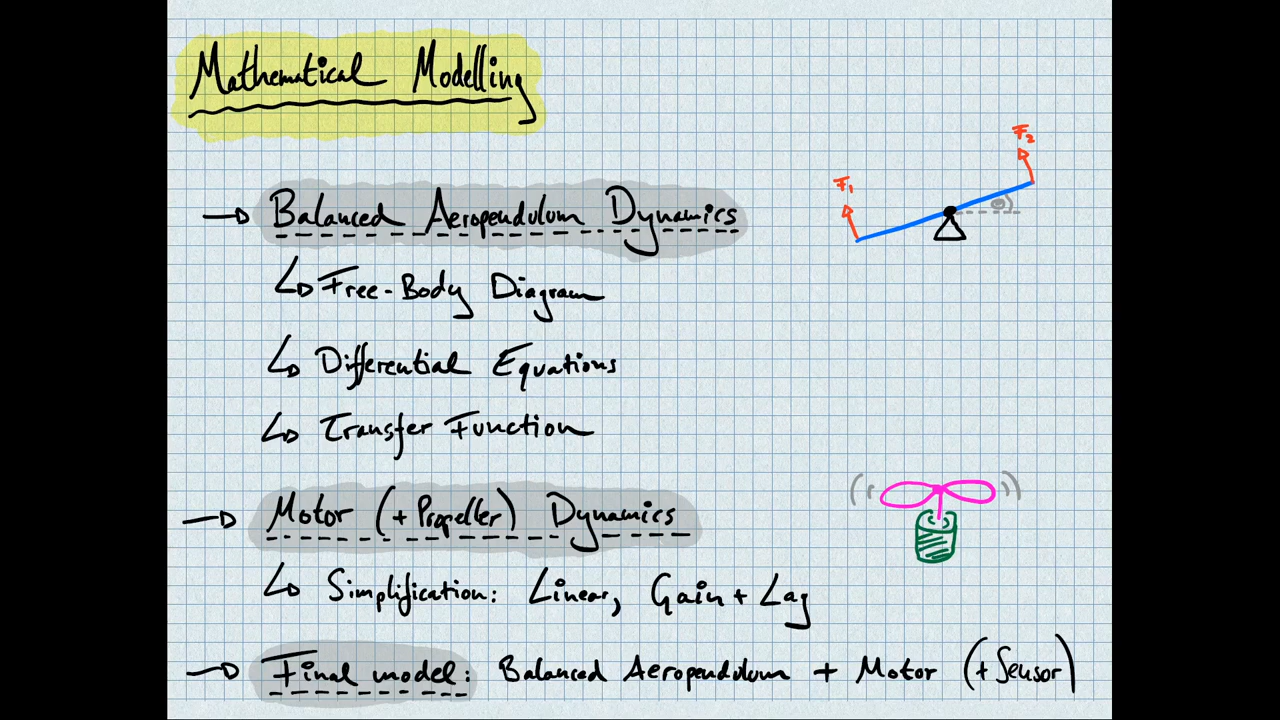 Mathematical Modelling
F₂
F₁
→ Balanced Aeropendulum Dynamics
↳ Free-Body Diagram
↳ Differential Equations
↳ Transfer Function
→ Motor (+ Propeller) Dynamics
↳ Simplification: Linear, Gain + Lag
→ Final model: Balanced Aeropendulum + Motor (+ Sensor)